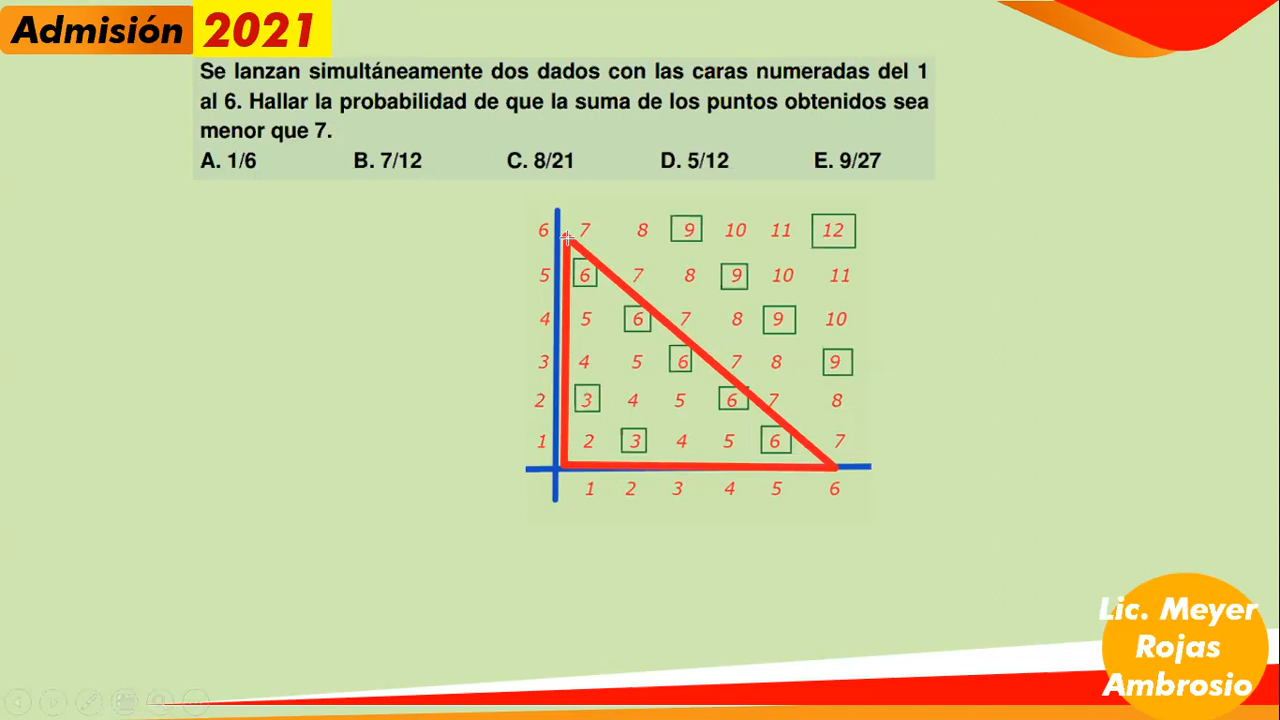 Admisión 2021
Se lanzan simultáneamente dos dados con las caras numeradas del 1
al 6. Hallar la probabilidad de que la suma de los puntos obtenidos sea
menor que 7.
A. 1/6 B. 7/12 C. 8/21 D. 5/12 E. 9/27
6 7 8 9 10 11 12
5 6 7 8 9 10 11
4 5 6 7 8 9 10
3 4 5 6 7 8 9
2 3 4 5 6 7 8
1 2 3 4 5 6 7
1 2 3 4 5 6
Lic. Meyer
Rojas
Ambrosio